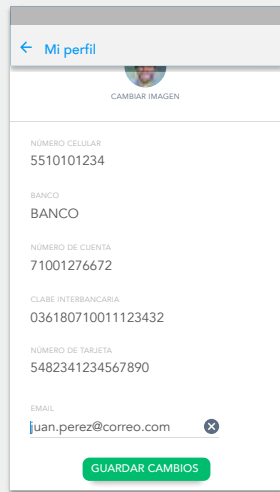 Mi perfil
CAMBIAR IMAGEN
NÚMERO CELULAR
5510101234
BANCO
BANCO
NÚMERO DE CUENTA
71001276672
CLABE INTERBANCARIA
036180710011123432
NÚMERO DE TARJETA
5482341234567890
EMAIL
juan.perez@correo.com
GUARDAR CAMBIOS